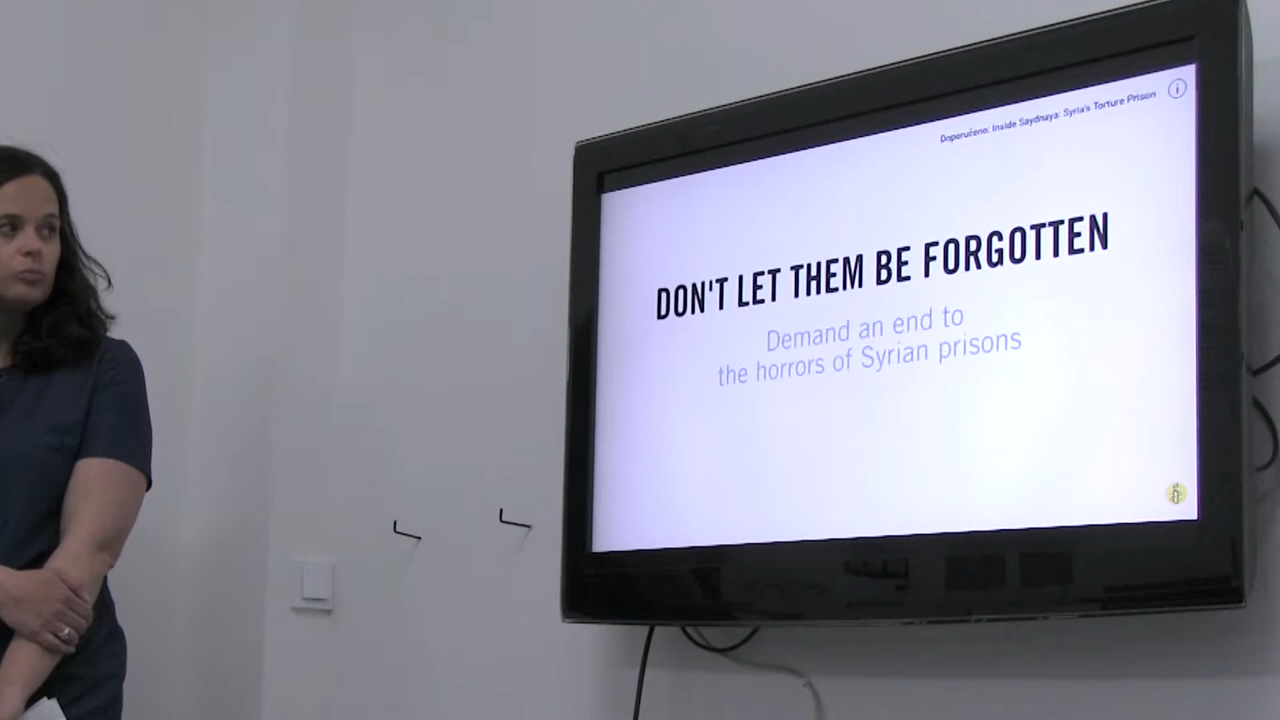 Doporučeno: Inside Saydnaya: Syria's Torture Prison
DON'T LET THEM BE FORGOTTEN
Demand an end to
the horrors of Syrian prisons